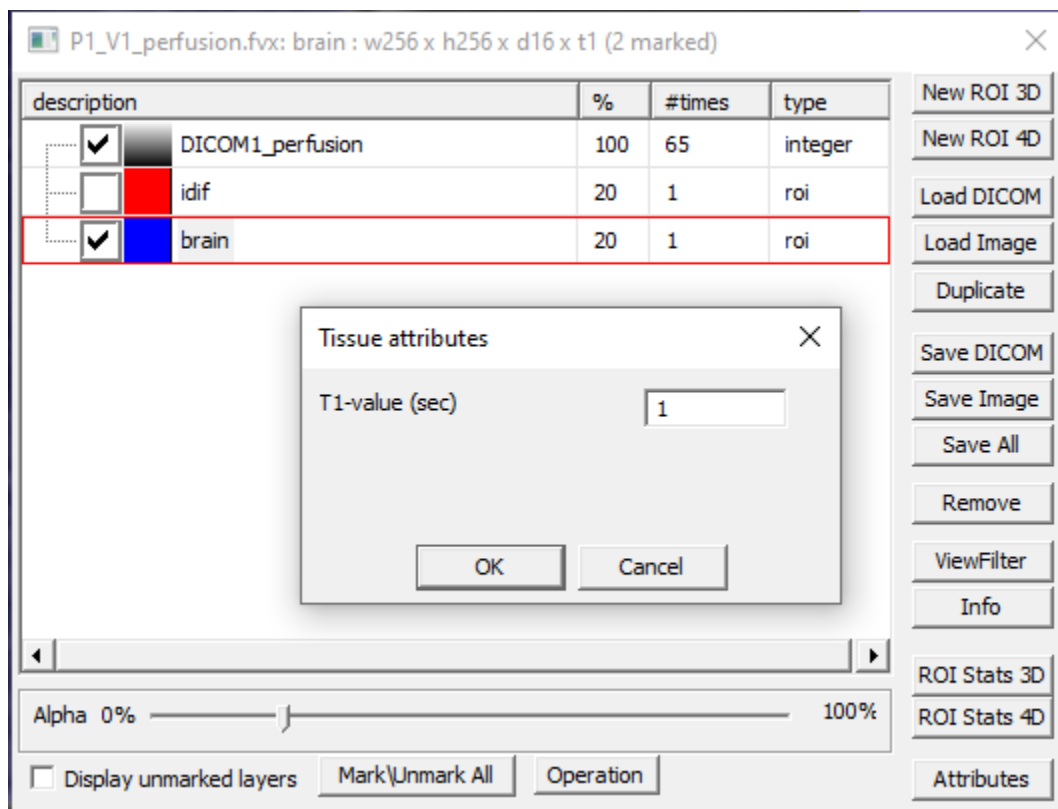 P1_V1_perfusion.fvx: brain : w256 x h256 x d16 x t1 (2 marked)
description % #times type
DICOM1_perfusion 100 65 integer
idif 20 1 roi
brain 20 1 roi
Tissue attributes
T1-value (sec) 1
OK Cancel
Alpha 0% 100%
Display unmarked layers Mark\Unmark All Operation
New ROI 3D
New ROI 4D
Load DICOM
Load Image
Duplicate
Save DICOM
Save Image
Save All
Remove
ViewFilter
Info
ROI Stats 3D
ROI Stats 4D
Attributes